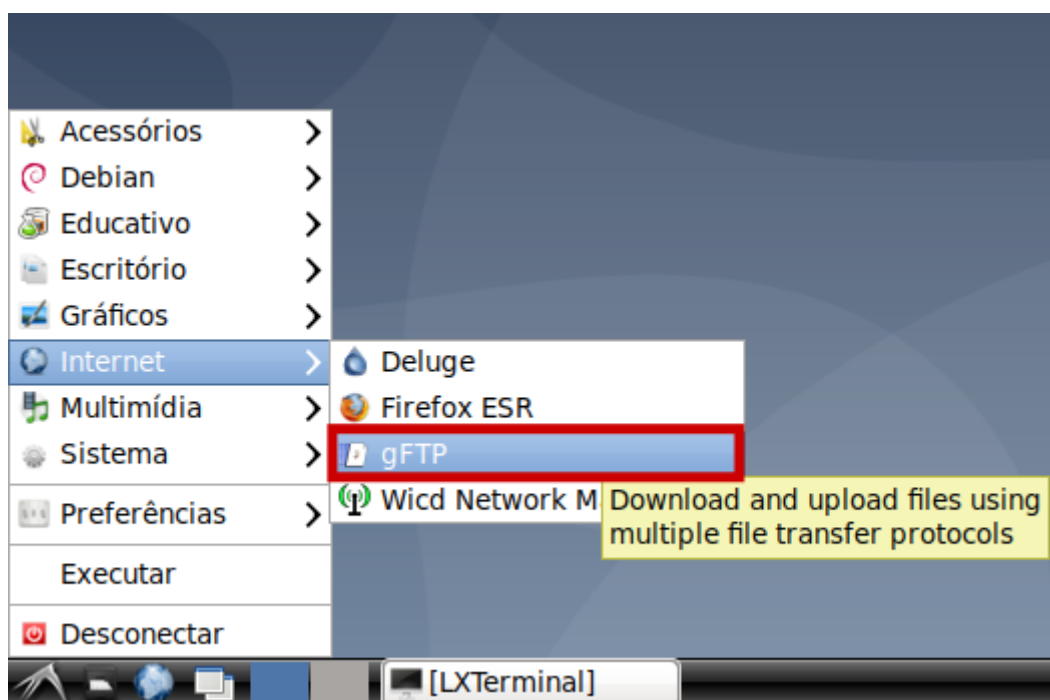 Acessórios
Debian
Educativo
Escritório
Gráficos
Internet
Multimídia
Sistema
Preferências
Executar
Desconectar
Deluge
Firefox ESR
gFTP
Wicd Network M
Download and upload files using
multiple file transfer protocols
[LXTerminal]